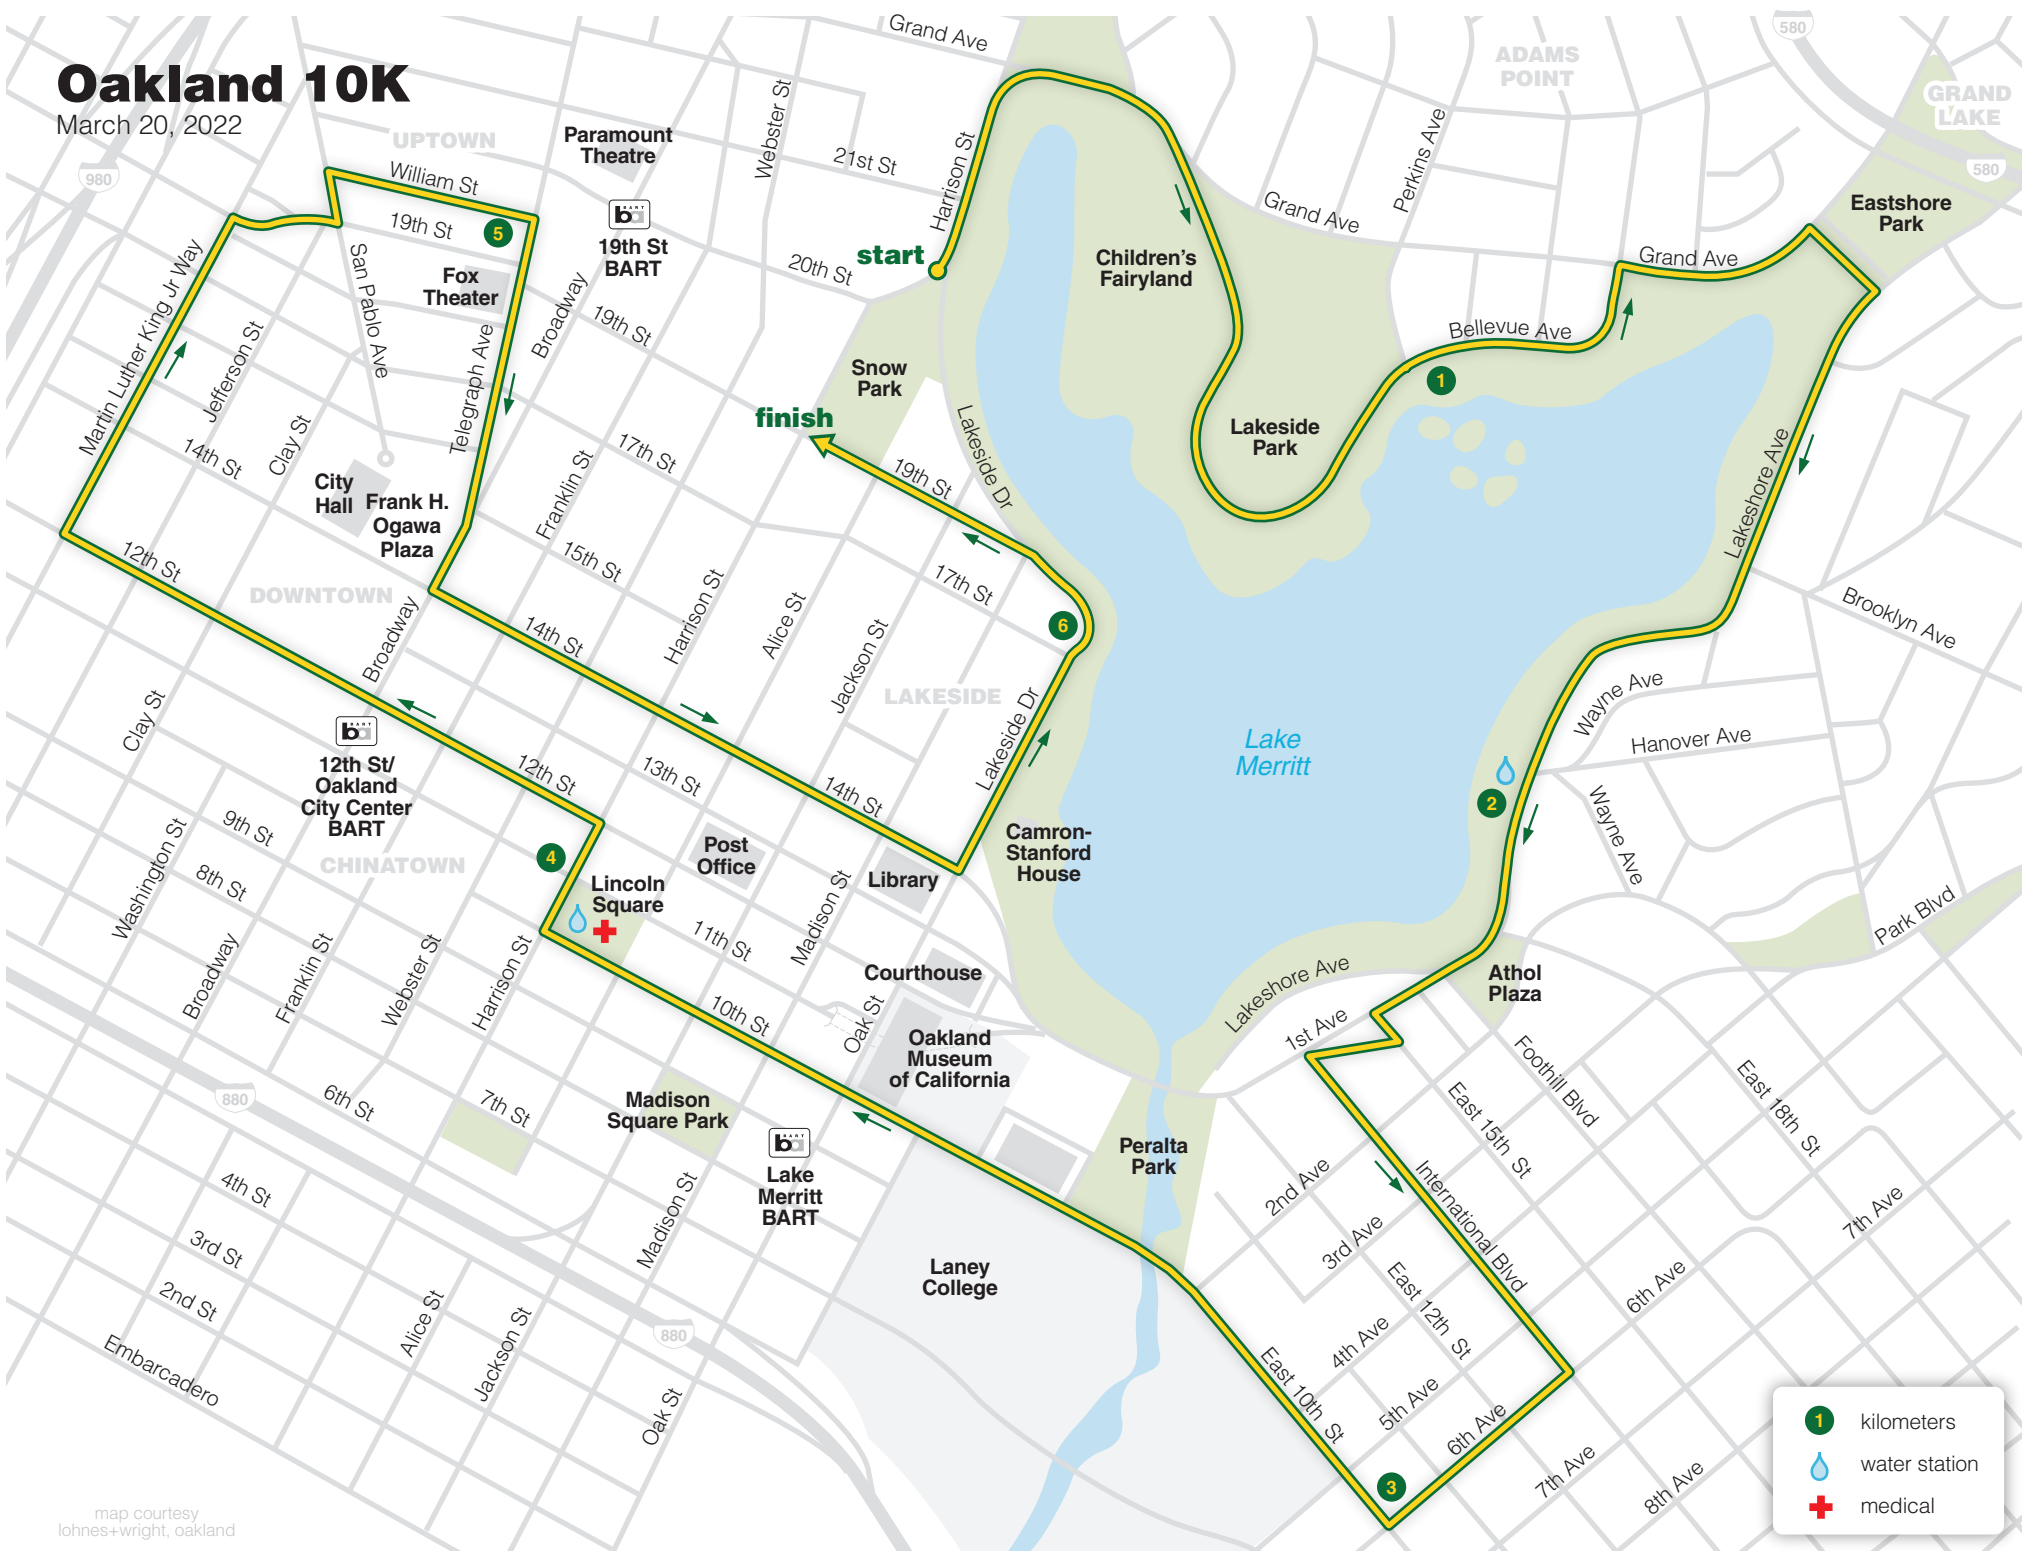 Oakland 10K
March 20, 2022
Grand Ave
ADAMS
POINT
580
GRAND
LAKE
580
980
UPTOWN
Paramount
Theatre
Webster St
21st St
Harrison St
Perkins Ave
William St
19th St
5
BART
ba
19th St
BART
start
20th St
Children's
Fairyland
Grand Ave
Grand Ave
Eastshore
Park
Martin Luther King Jr Way
San Pablo Ave
Fox
Theater
Broadway
19th St
Jefferson St
Telegraph Ave
Snow
Park
Bellevue Ave
1
finish
Lakeside Dr
Lakeside
Park
Lakeshore Ave
14th St
Clay St
City
Hall
Frank H.
Ogawa
Plaza
Franklin St
17th St
19th St
12th St
15th St
17th St
DOWNTOWN
Broadway
14th St
Harrison St
Alice St
Jackson St
6
Brooklyn Ave
LAKESIDE
Lakeside Dr
Wayne Ave
Hanover Ave
Clay St
BART
ba
12th St/
Oakland
City Center
BART
12th St
13th St
14th St
Lake
Merritt
2
Wayne Ave
9th St
8th St
Washington St
CHINATOWN
4
Lincoln
Square
Post
Office
Library
Camron-
Stanford
House
Madison St
11th St
Park Blvd
Broadway
Franklin St
Webster St
Harrison St
10th St
Courthouse
Oak St
Oakland
Museum
of California
Lakeshore Ave
1st Ave
Athol
Plaza
Foothill Blvd
East 18th St
East 15th St
880
6th St
7th St
Madison
Square Park
BART
ba
Lake
Merritt
BART
Peralta
Park
International Blvd
2nd Ave
3rd Ave
7th Ave
4th St
3rd St
2nd St
Embarcadero
Madison St
Laney
College
East 12th St
6th Ave
Alice St
Jackson St
880
Oak St
4th Ave
East 10th St
5th Ave
6th Ave
3
7th Ave
8th Ave
1 kilometers
water station
medical
map courtesy
lohnes+wright, oakland